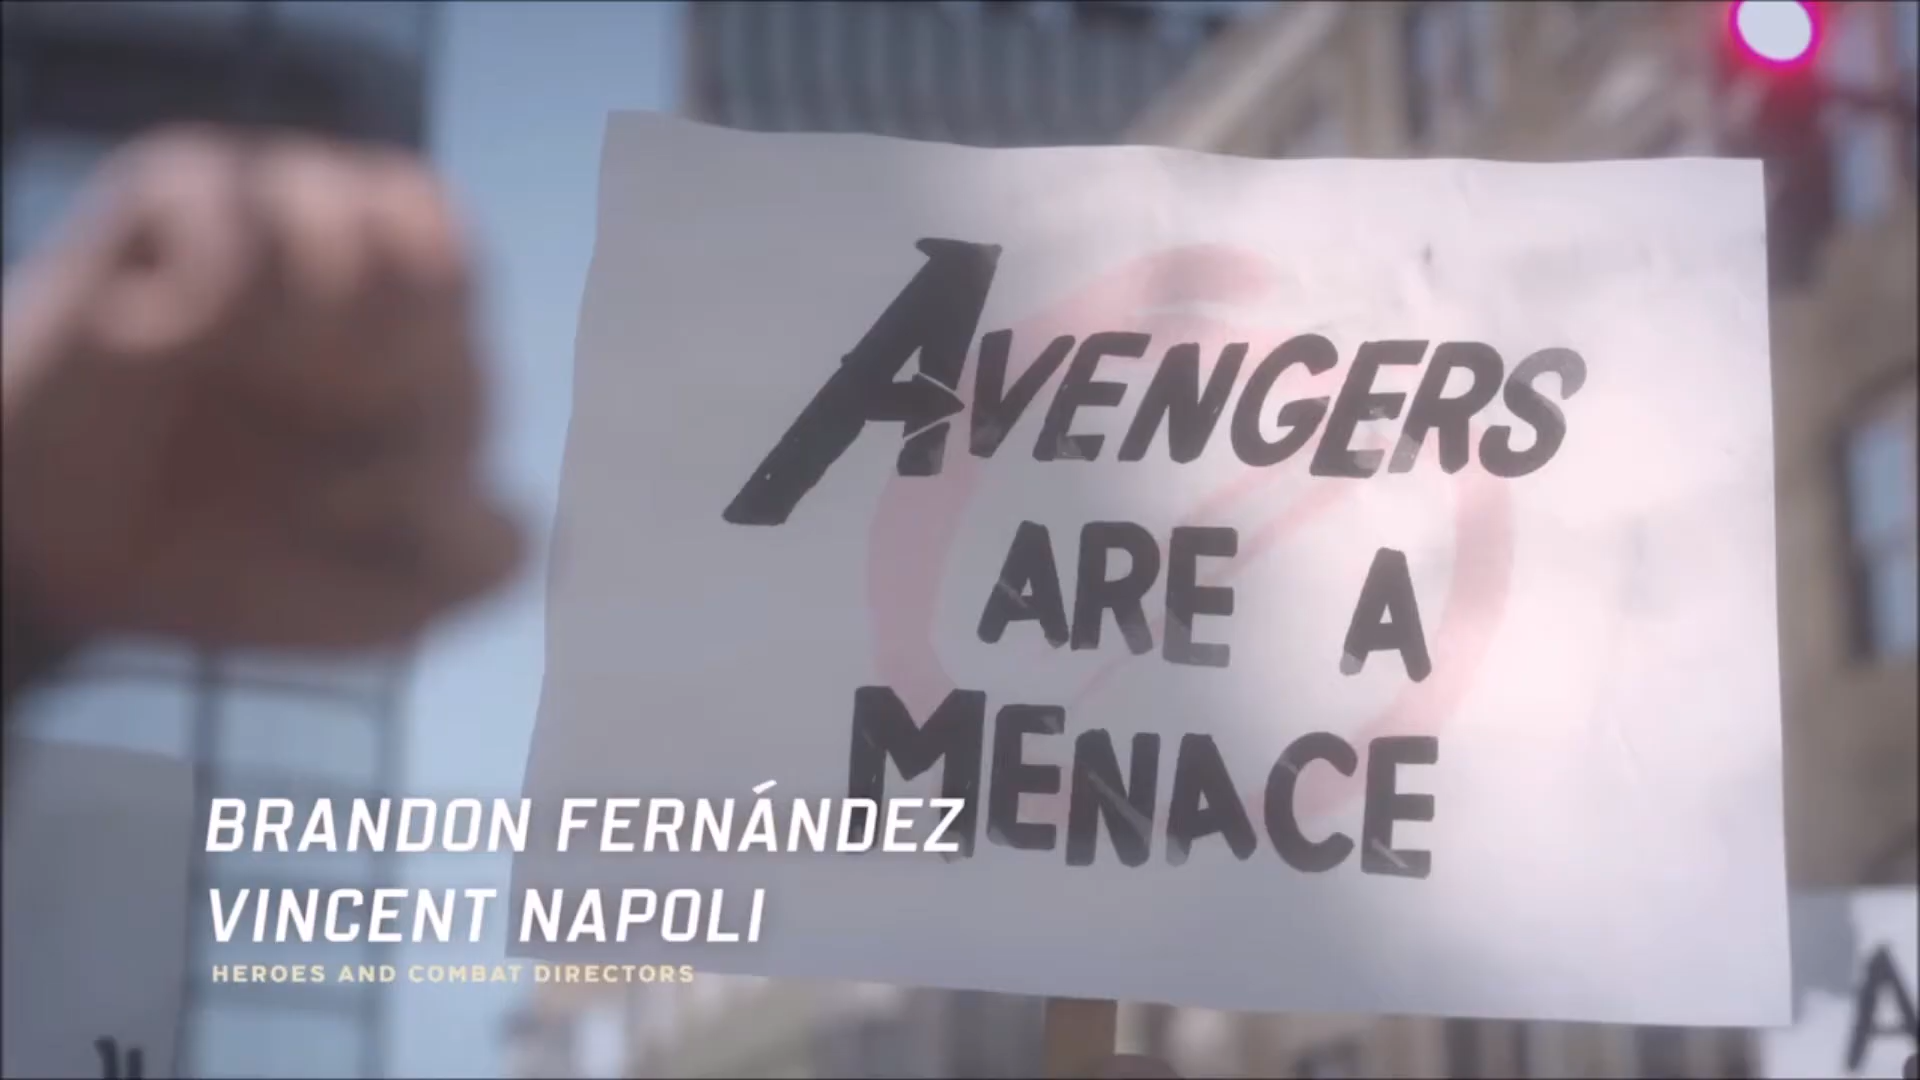 AVENGERS
ARE A
MENACE
BRANDON FERNÁNDEZ
VINCENT NAPOLI
HEROES AND COMBAT DIRECTORS
A